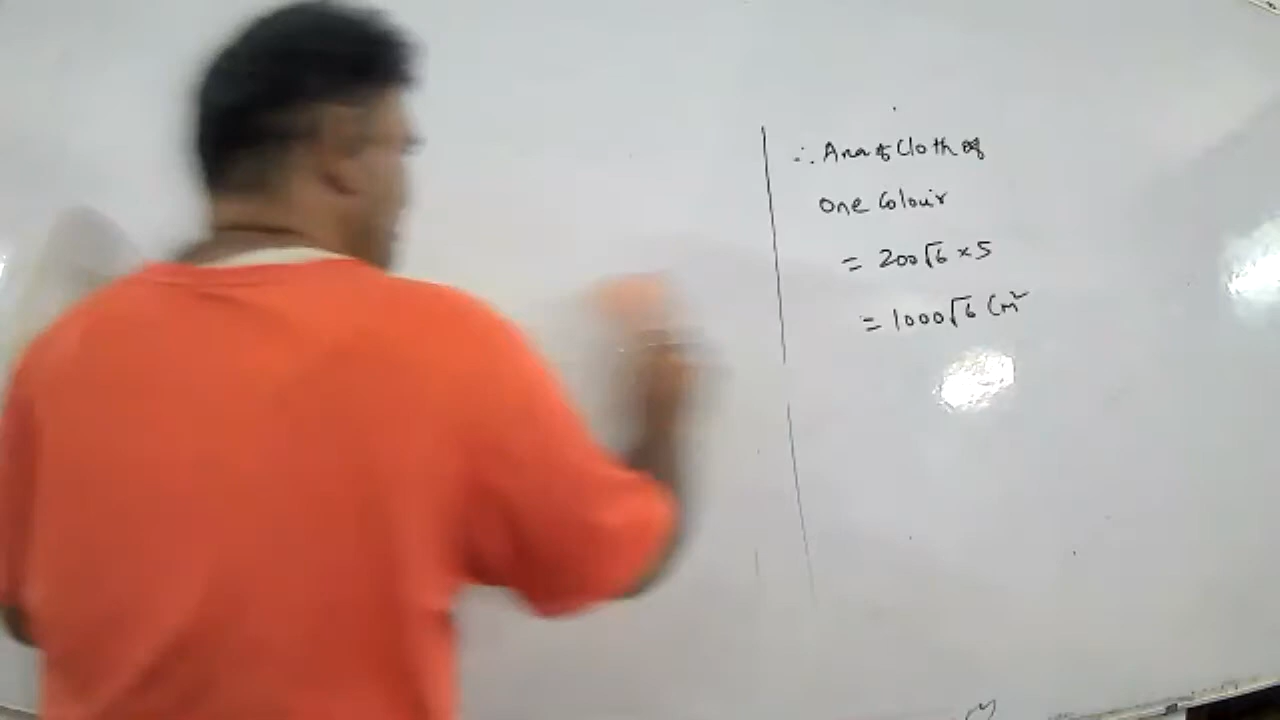 ∴ Area of Cloth of
One Colour
= 200√6 × 5
= 1000√6 Cm²